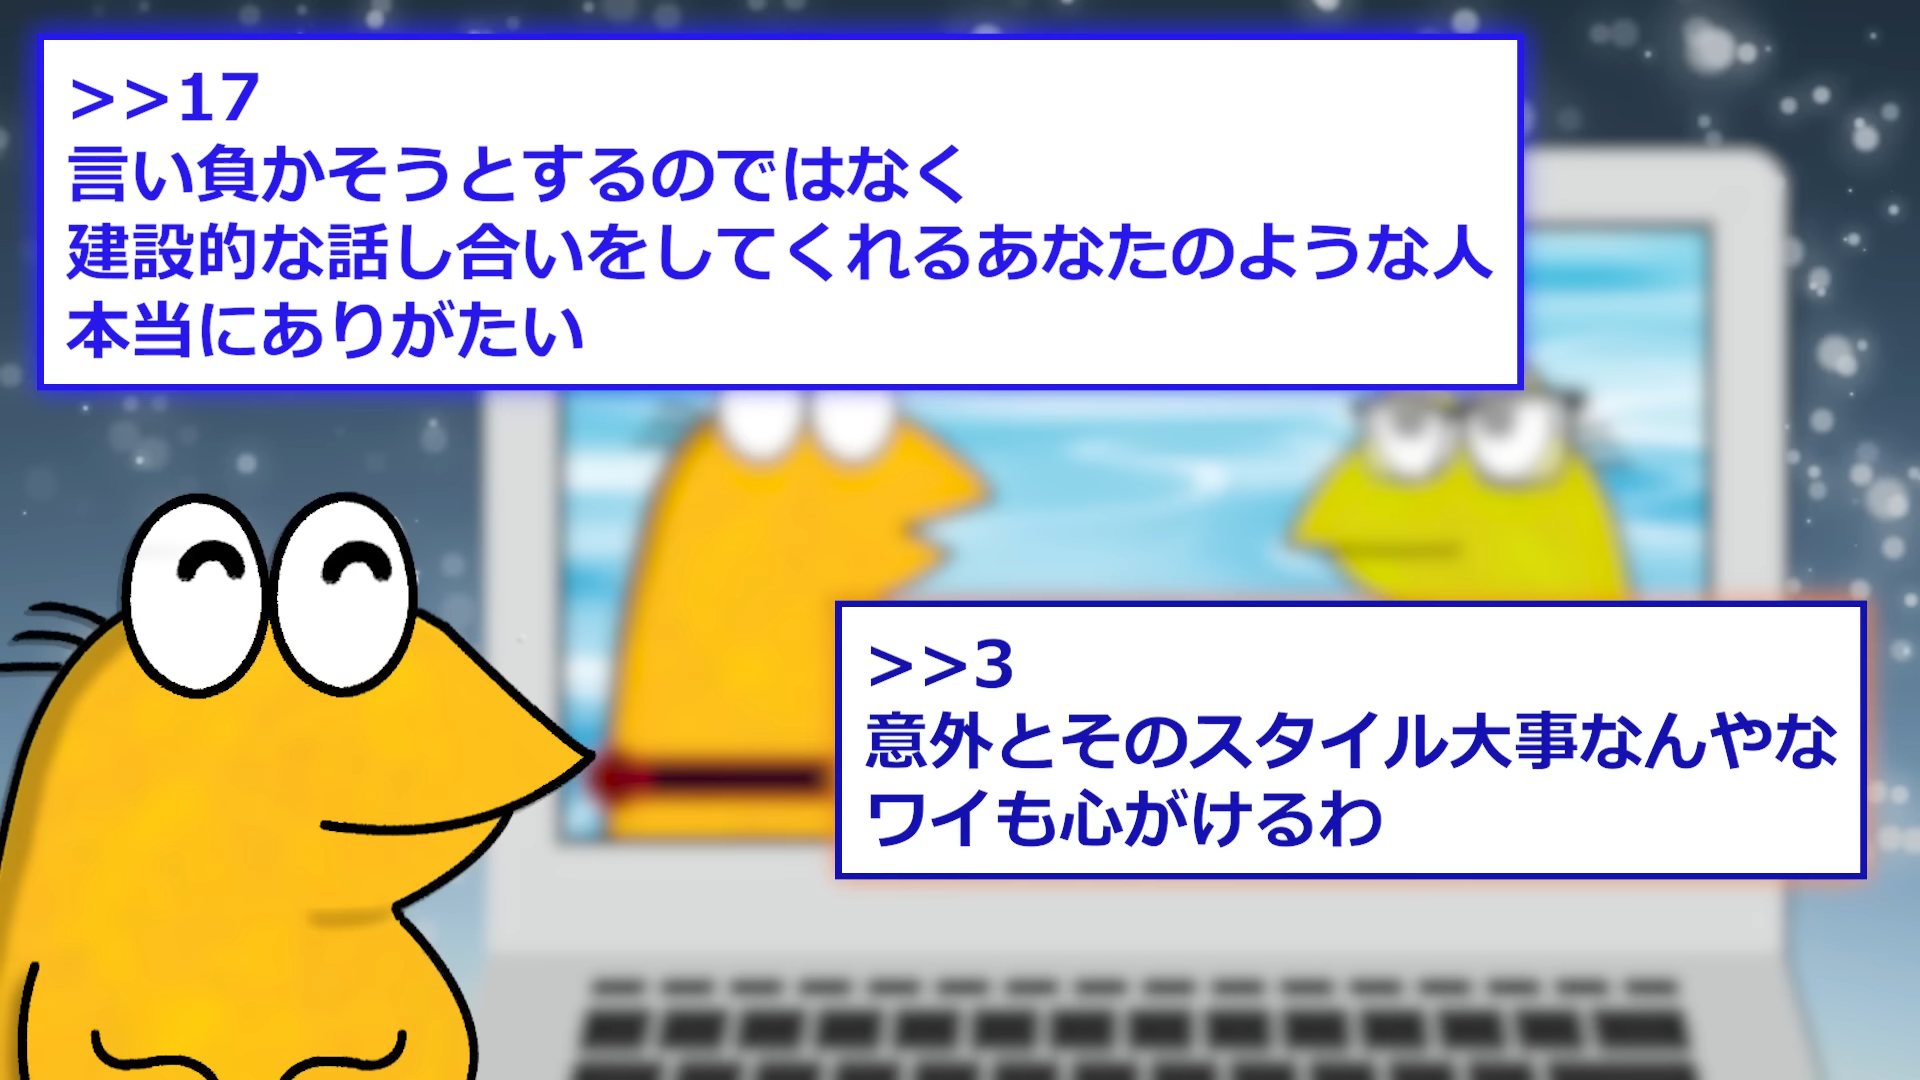 >>17
言い負かそうとするのではなく
建設的な話し合いをしてくれるあなたのような人
本当にありがたい
>>3
意外とそのスタイル大事なんやな
ワイも心がけるわ